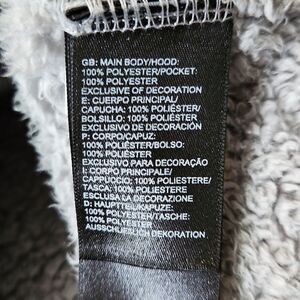 GB: MAIN BODY/HOOD:
100% POLYESTER/POCKET:
100% POLYESTER
EXCLUSIVE OF DECORATION
E: CUERPO PRINCIPAL/
CAPUCHA: 100% POLIÉSTER/
BOLSILLO: 100% POLIÉSTER
EXCLUSIVO DE DECORACIÓN
P: CORPO/CAPUZ:
100% POLIÉSTER/BOLSO:
100% POLIÉSTER
EXCLUSIVO PARA DECORAÇÃO
I: CORPO PRINCIPALE/
CAPPUCCIO: 100% POLIESTERE/
TASCA: 100% POLIESTERE
ESCLUSA LA DECORAZIONE
D: HAUPTTEIL/KAPUZE:
100% POLYESTER/TASCHE:
100% POLYESTER
AUSSCHLIESLICH DEKORATION